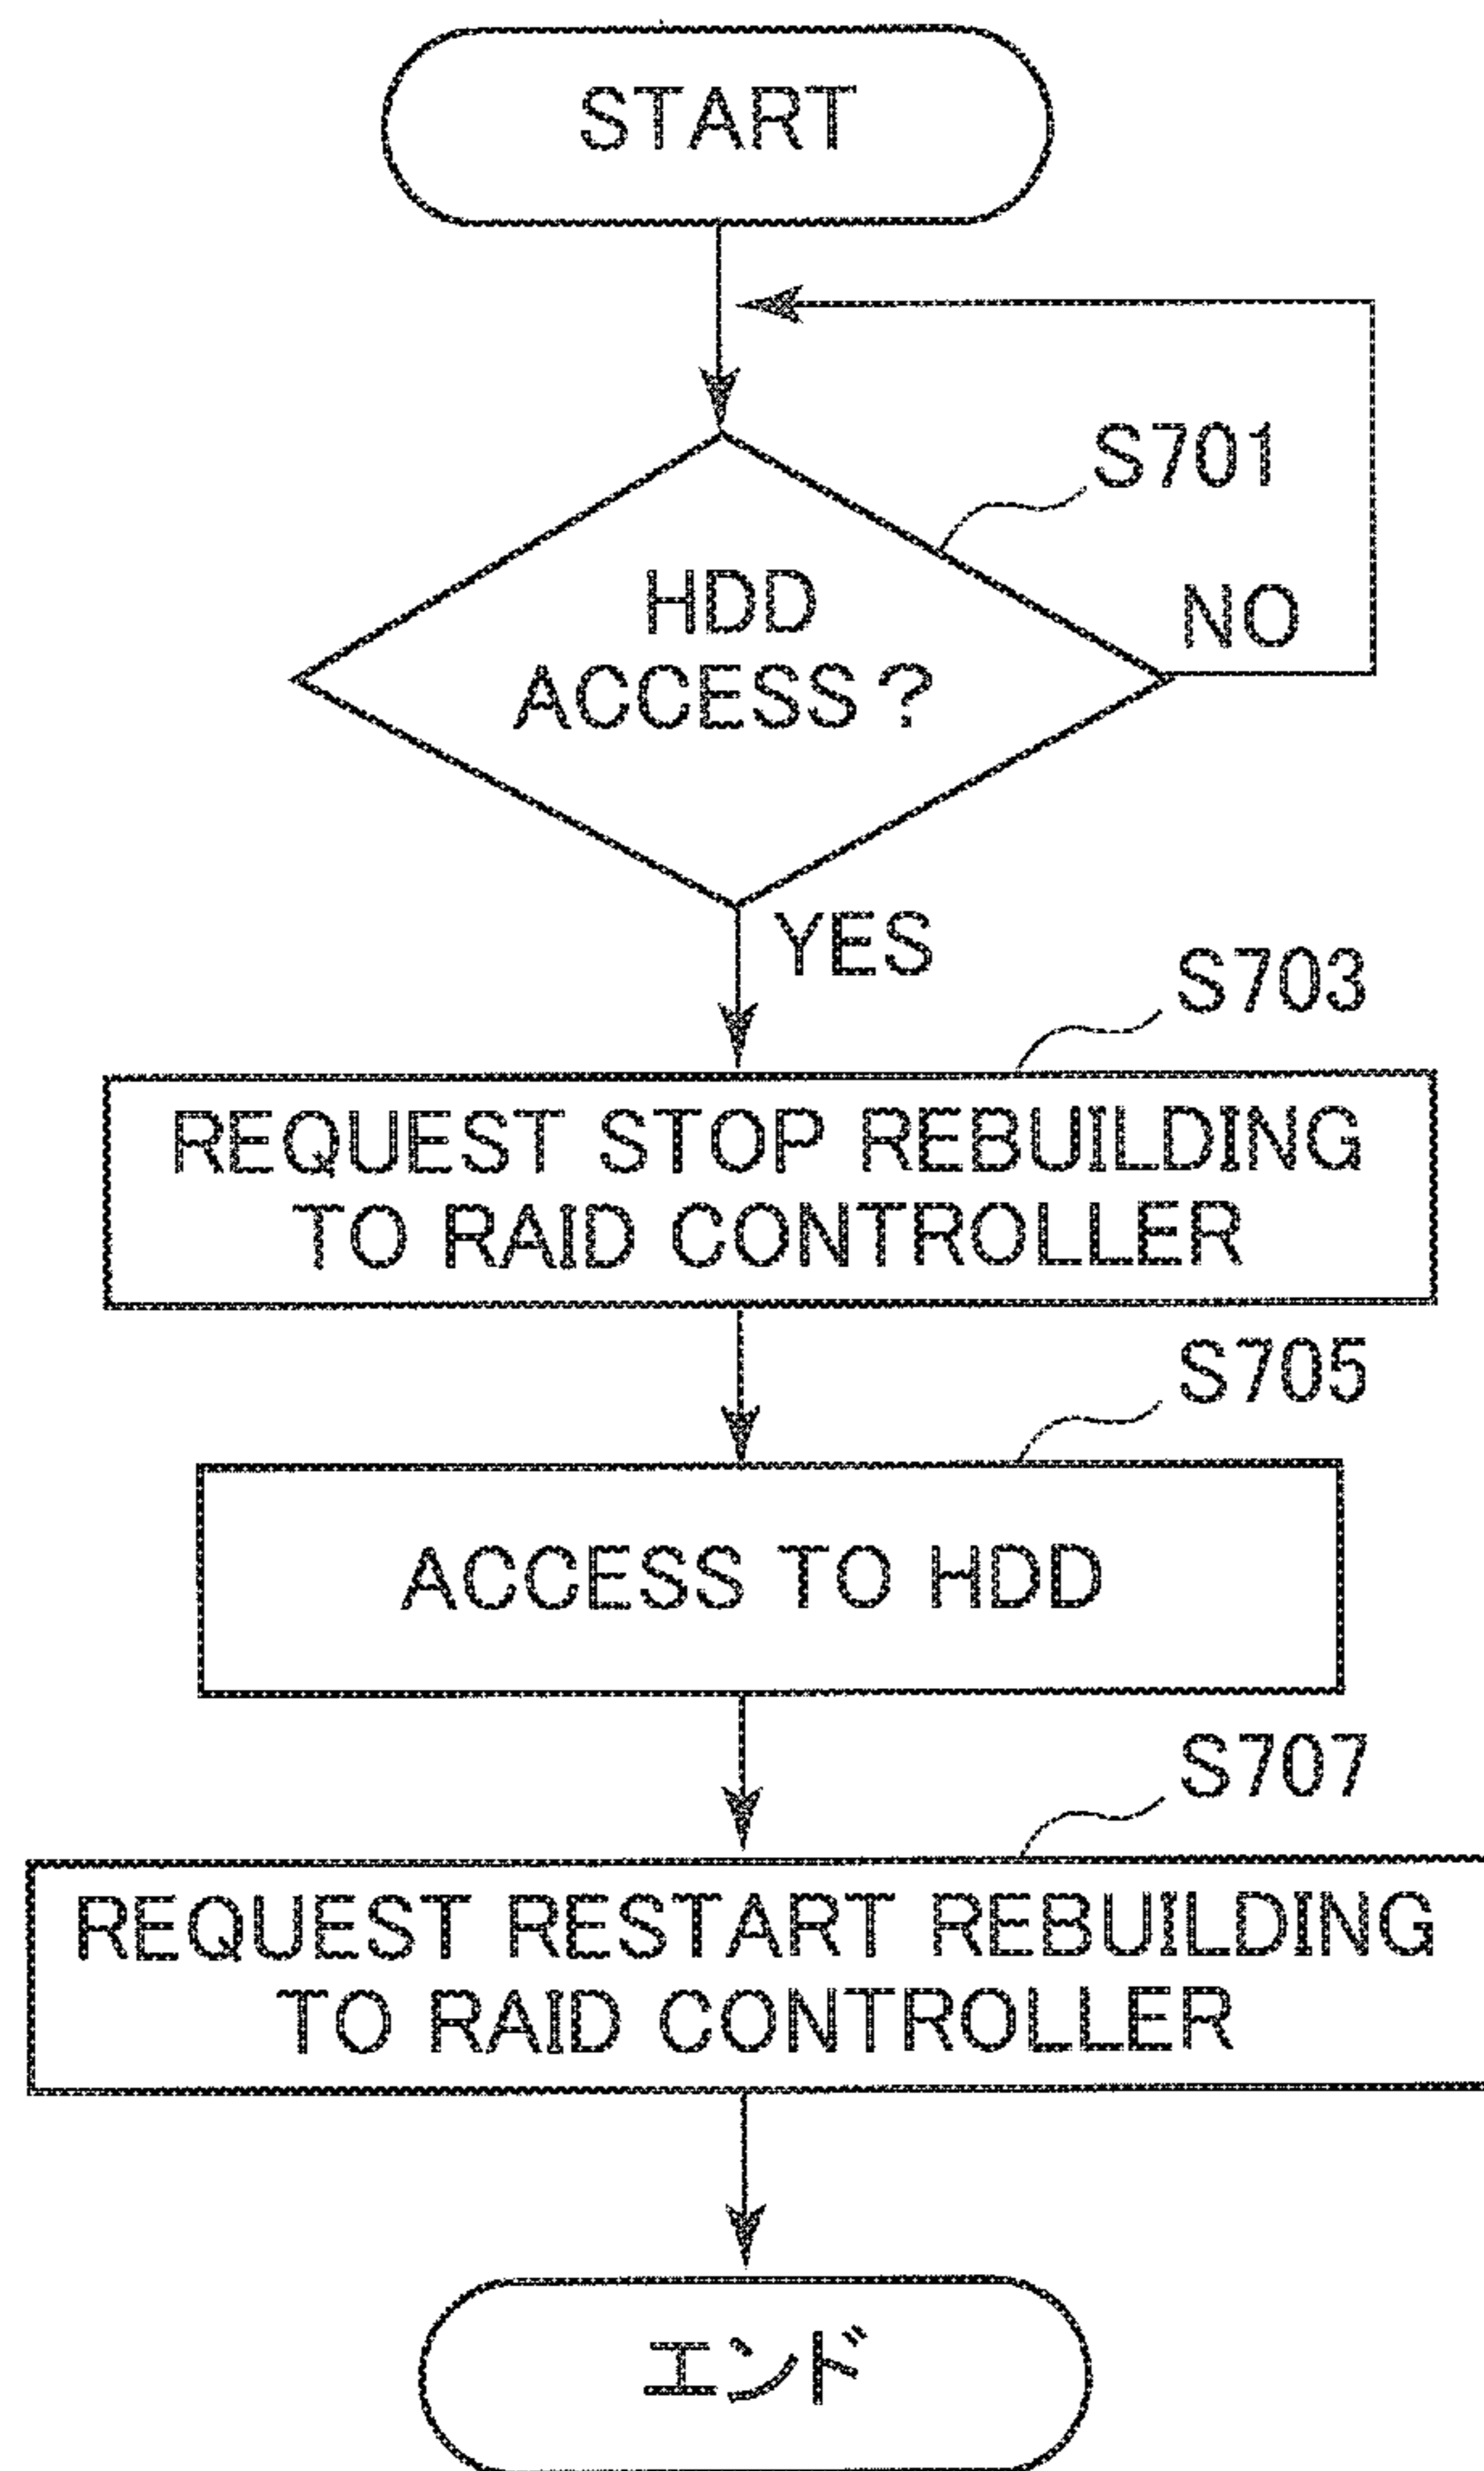 START
S701
HDD
ACCESS?
NO
YES
S703
REQUEST STOP REBUILDING
TO RAID CONTROLLER
S705
ACCESS TO HDD
S707
REQUEST RESTART REBUILDING
TO RAID CONTROLLER
エンド